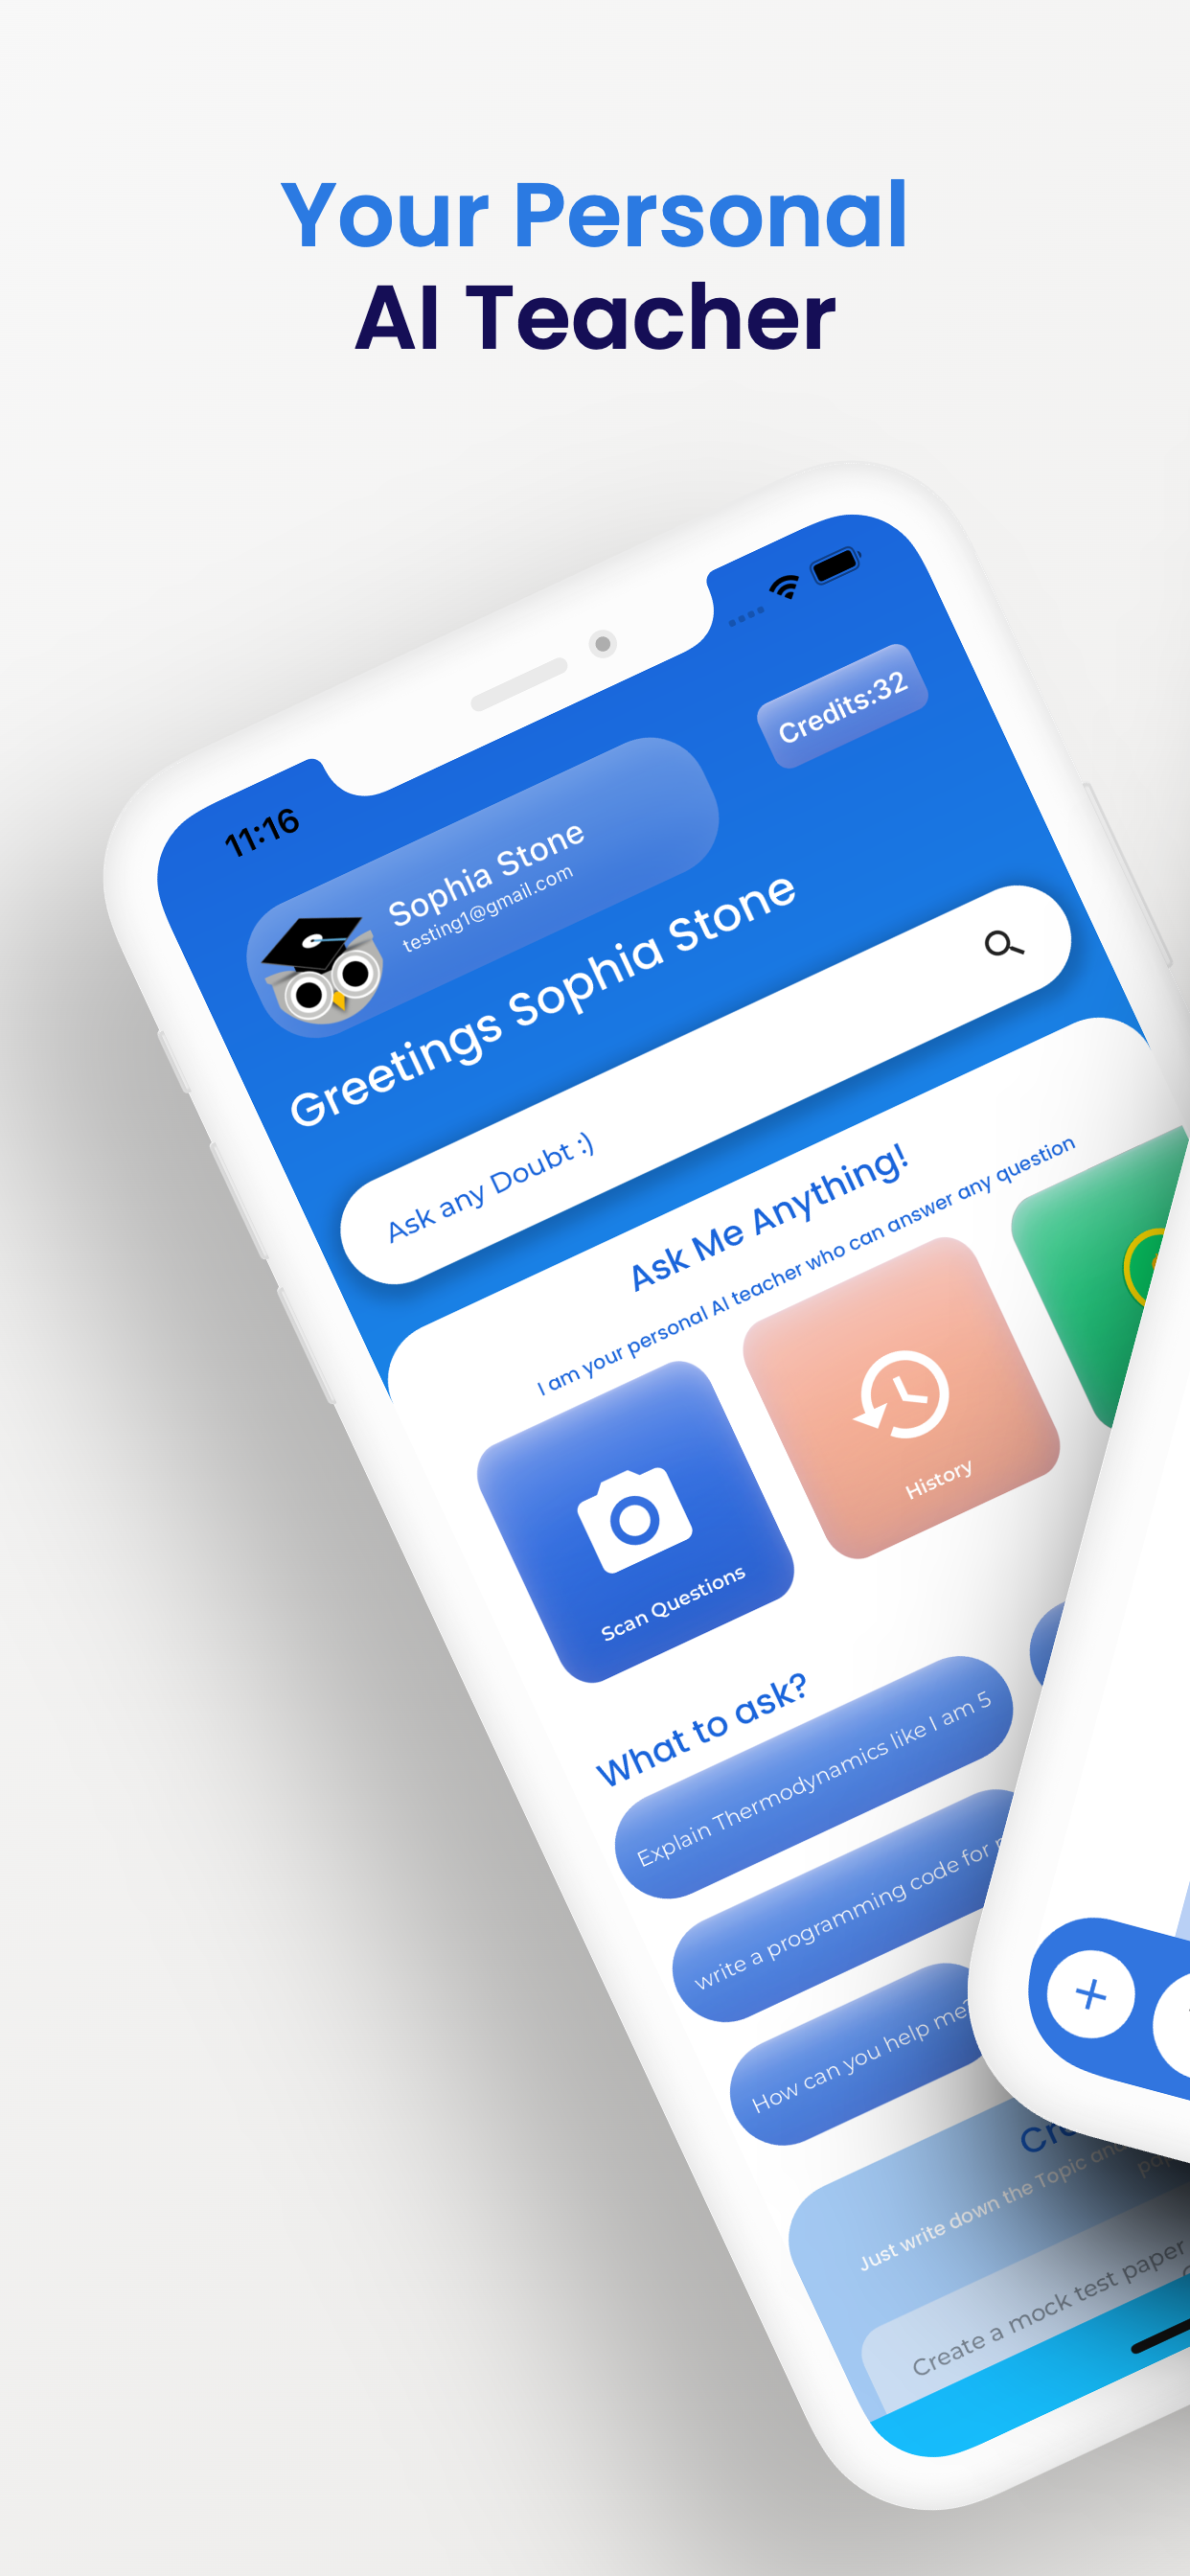 Your Personal
AI Teacher
11:16
Credits:32
Sophia Stone
testing1@gmail.com
Greetings Sophia Stone
Ask any Doubt :)
Ask Me Anything!
I am your personal AI teacher who can answer any question
Scan Questions
History
What to ask?
Explain Thermodynamics like I am 5
write a programming code for
How can you help me?
Just write down the Topic and
Create a mock test paper